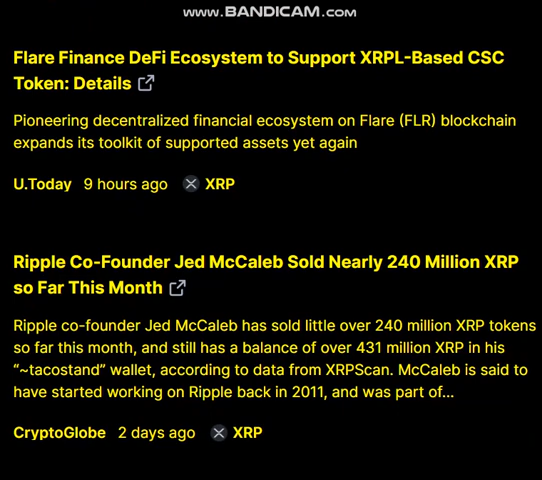 www.BANDICAM.com
Flare Finance DeFi Ecosystem to Support XRPL-Based CSC
Token: Details
Pioneering decentralized financial ecosystem on Flare (FLR) blockchain
expands its toolkit of supported assets yet again
U.Today 9 hours ago XRP
Ripple Co-Founder Jed McCaleb Sold Nearly 240 Million XRP
so Far This Month
Ripple co-founder Jed McCaleb has sold little over 240 million XRP tokens
so far this month, and still has a balance of over 431 million XRP in his
“~tacostand” wallet, according to data from XRPScan. McCaleb is said to
have started working on Ripple back in 2011, and was part of...
CryptoGlobe 2 days ago XRP